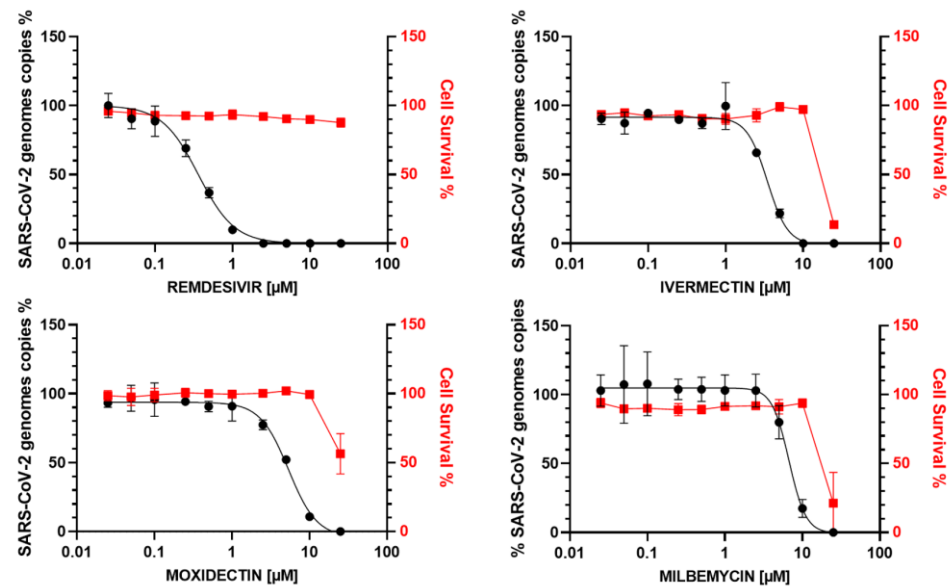 150
100
50
0
SARS-CoV-2 genomes copies %
150
100
50
0
Cell Survival %
0.01 0.1 1 10 100
REMDESIVIR [µM]
150
100
50
0
SARS-CoV-2 genomes copies %
150
100
50
0
Cell Survival %
0.01 0.1 1 10 100
IVERMECTIN [µM]
150
100
50
0
SARS-CoV-2 genomes copies %
150
100
50
0
Cell Survival %
0.01 0.1 1 10 100
MOXIDECTIN [µM]
150
100
50
0
% SARS-CoV-2 genomes copies
150
100
50
0
Cell Survival %
0.01 0.1 1 10 100
MILBEMYCIN [µM]